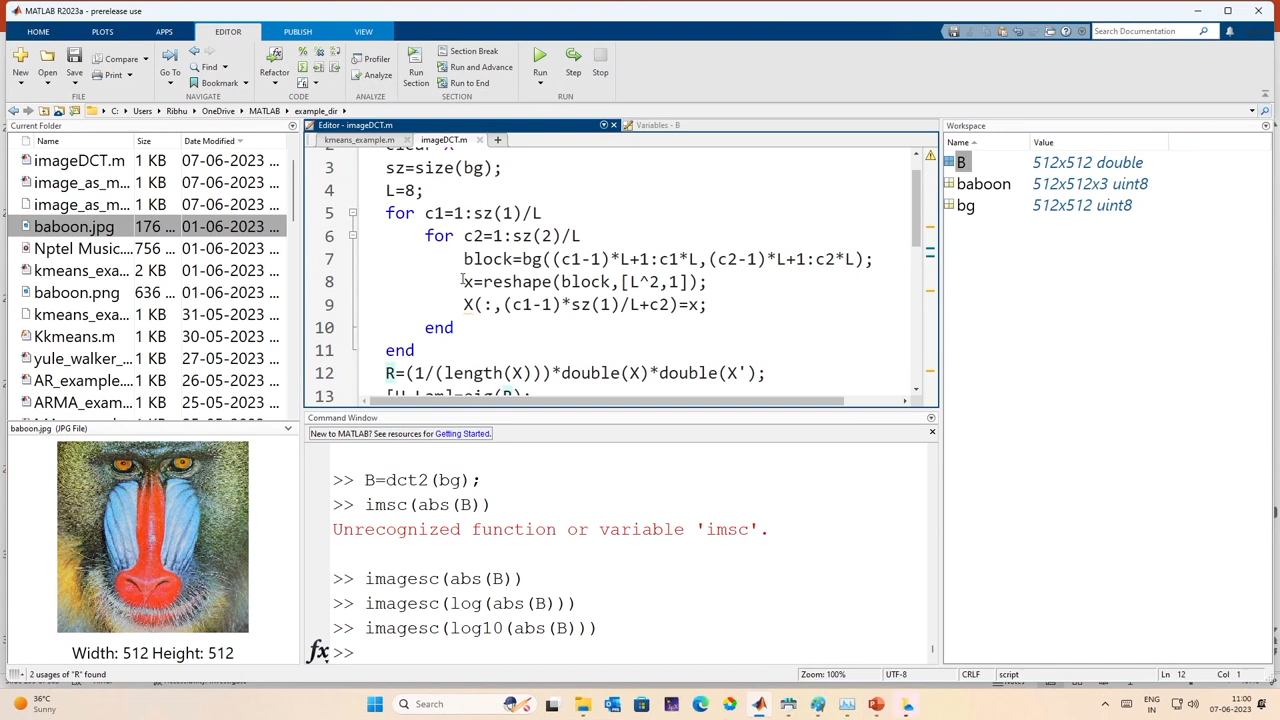 MATLAB R2023a - prerelease use
HOME PLOTS APPS EDITOR PUBLISH VIEW
Search Documentation
New Open Save Compare Print
Go To Find Bookmark
Refactor
Profiler Analyze
Run Section
Section Break
Run and Advance
Run to End
Run Step Stop
FILE NAVIGATE CODE ANALYZE SECTION RUN
C: Users Ribhu OneDrive MATLAB example_dir
Current Folder
Name Size Date Modified
imageDCT.m 1 KB 07-06-2023 ...
image_as_m... 1 KB 07-06-2023 ...
image_as_m... 1 KB 07-06-2023 ...
baboon.jpg 176 ... 01-06-2023 ...
Nptel Music... 756 ... 01-06-2023 ...
kmeans_exa... 2 KB 01-06-2023 ...
baboon.png 636 ... 01-06-2023 ...
kmeans_exa... 1 KB 31-05-2023 ...
Kkmeans.m 1 KB 30-05-2023 ...
yule_walker_... 1 KB 27-05-2023 ...
AR_example... 1 KB 26-05-2023 ...
ARMA_exam... 1 KB 25-05-2023 ...
baboon.jpg (JPG File)
Width: 512 Height: 512
Editor - imageDCT.m
Variables - B
kmeans_example.m
imageDCT.m
3 sz=size(bg);
4 L=8;
5 for c1=1:sz(1)/L
6 for c2=1:sz(2)/L
7 block=bg((c1-1)*L+1:c1*L,(c2-1)*L+1:c2*L);
8 x=reshape(block,[L^2,1]);
9 X(:,(c1-1)*sz(1)/L+c2)=x;
10 end
11 end
12 R=(1/(length(X)))*double(X)*double(X');
13 [U,Lam]=eig(R);
Command Window
New to MATLAB? See resources for Getting Started.
>> B=dct2(bg);
>> imsc(abs(B))
Unrecognized function or variable 'imsc'.
>> imagesc(abs(B))
>> imagesc(log(abs(B)))
>> imagesc(log10(abs(B)))
fx >>
Workspace
Name Value
B 512x512 double
baboon 512x512x3 uint8
bg 512x512 uint8
2 usages of "R" found
Zoom: 100% UTF-8 CRLF script Ln 12 Col 1
36°C
Sunny
Search
ENG
IN
11:00
07-06-2023